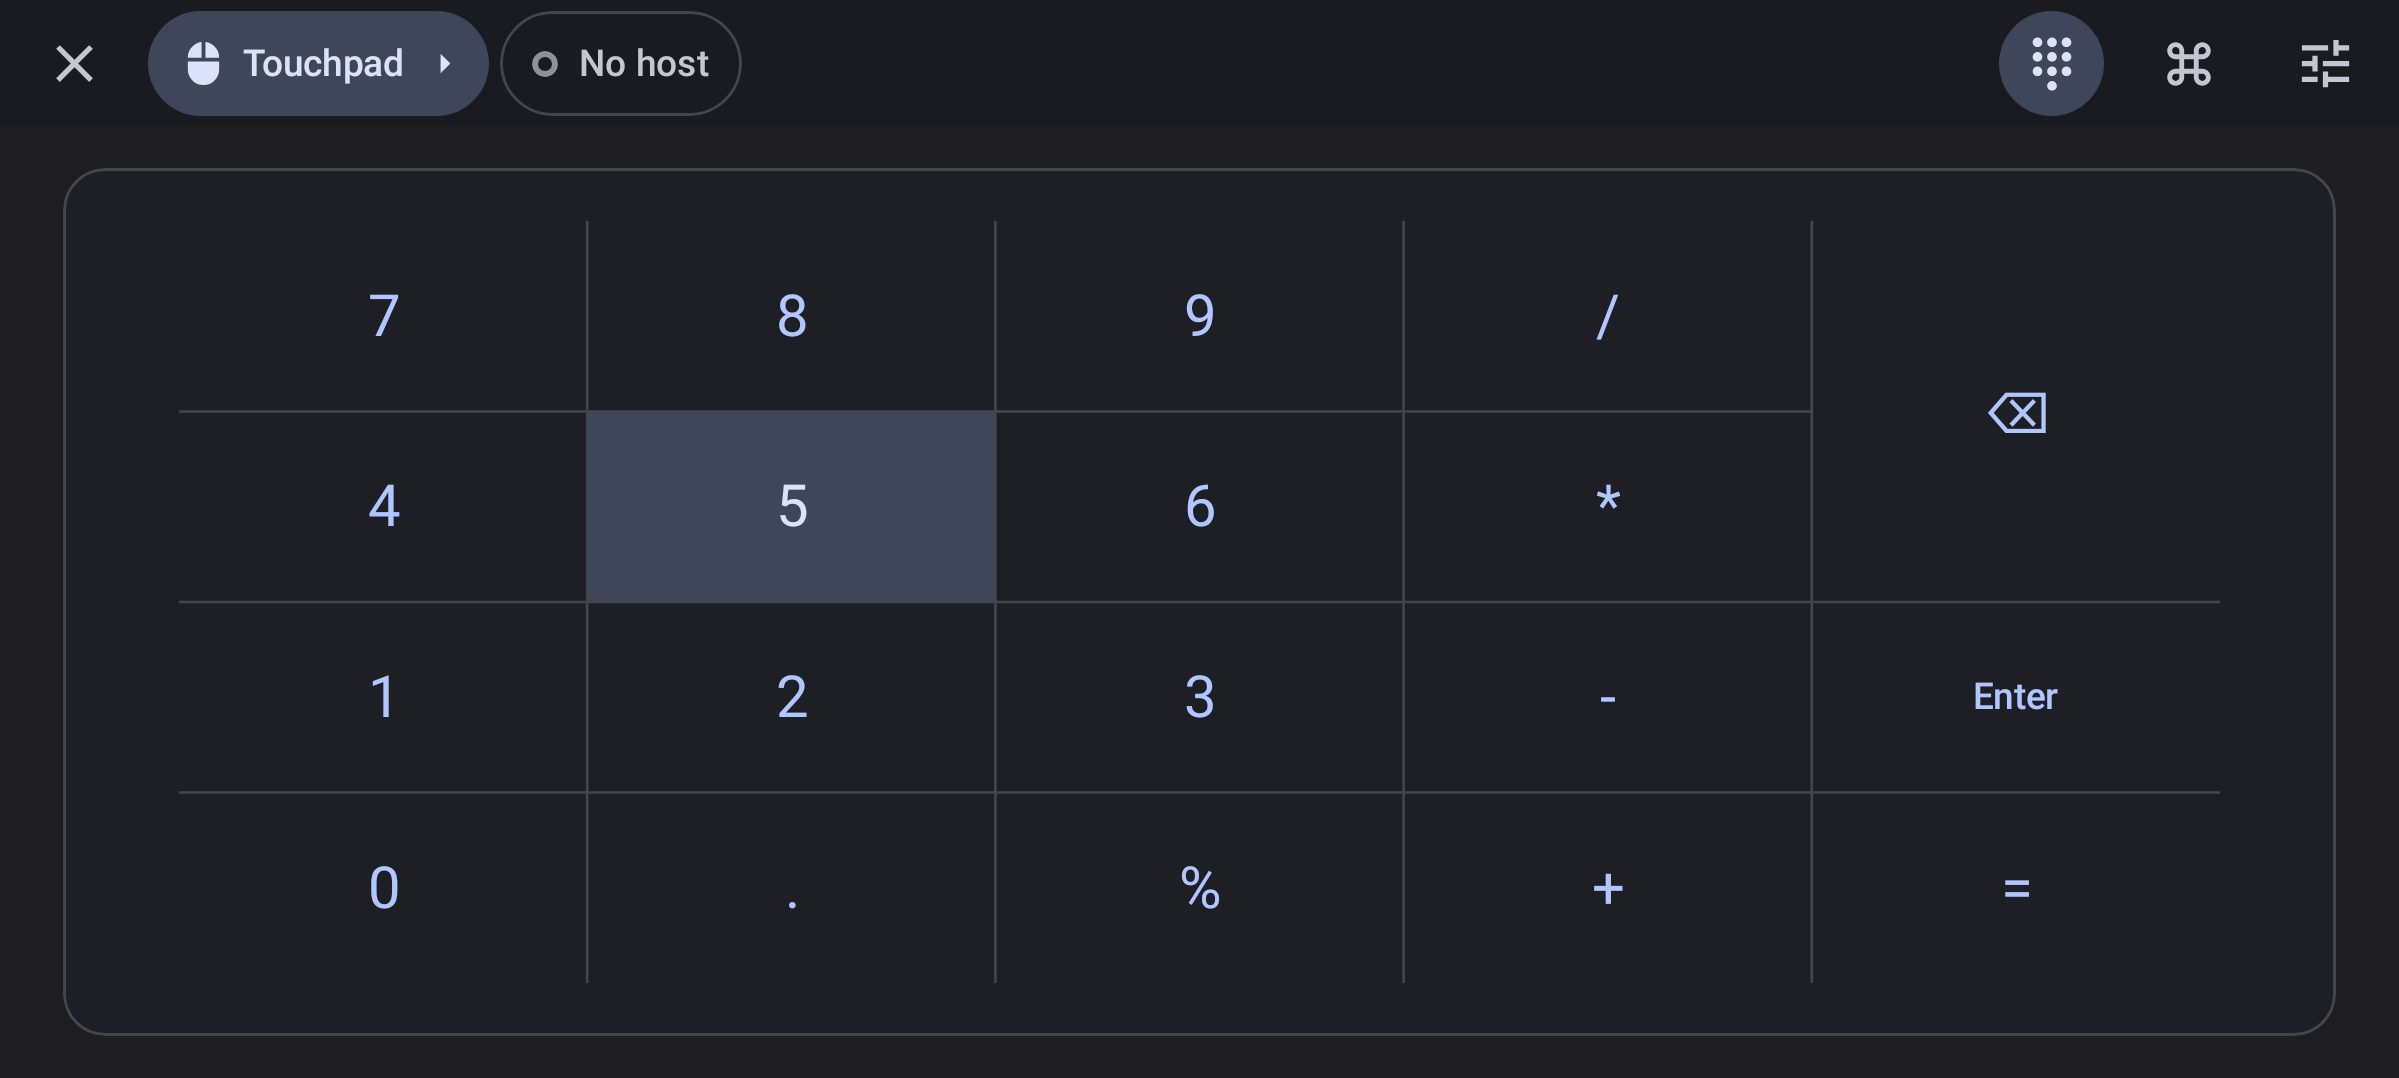 Touchpad No host
7 8 9 /
4 5 6 *
1 2 3 - Enter
0 . % + =